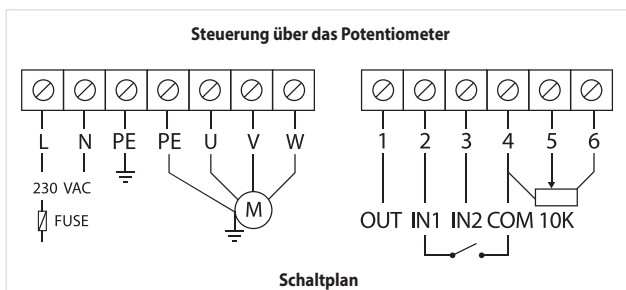 Steuerung über das Potentiometer
L N PE PE U V W 1 2 3 4 5 6
230 VAC
FUSE
M
OUT IN1 IN2 COM 10K
Schaltplan